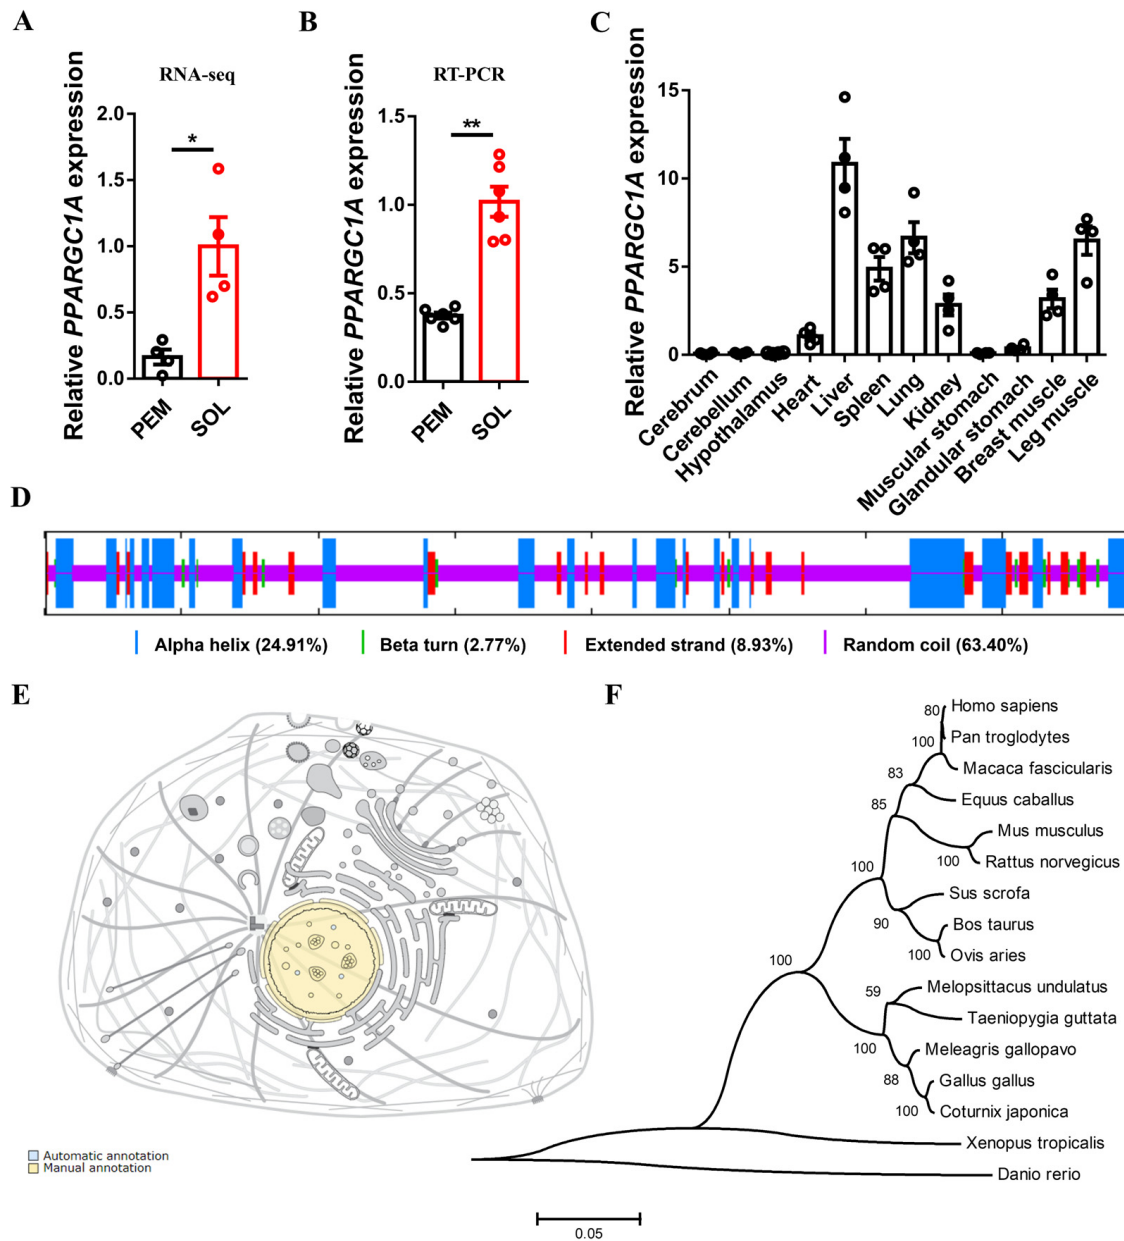 A
RNA-seq
Relative PPARGC1A expression
2.0
1.5
1.0
0.5
0.0
*
PEM
SOL
B
RT-PCR
Relative PPARGC1A expression
1.5
1.0
0.5
0.0
**
PEM
SOL
C
Relative PPARGC1A expression
15
10
5
0
Cerebrum
Cerebellum
Hypothalamus
Heart
Liver
Spleen
Lung
Kidney
Muscular stomach
Glandular stomach
Breast muscle
Leg muscle
D
Alpha helix (24.91%)
Beta turn (2.77%)
Extended strand (8.93%)
Random coil (63.40%)
E
Automatic annotation
Manual annotation
F
Homo sapiens
80
Pan troglodytes
100
Macaca fascicularis
83
Equus caballus
85
Mus musculus
100
Rattus norvegicus
100
Sus scrofa
90
Bos taurus
100
Ovis aries
100
Melopsittacus undulatus
59
Taeniopygia guttata
100
Meleagris gallopavo
88
Gallus gallus
100
Coturnix japonica
Xenopus tropicalis
Danio rerio
0.05